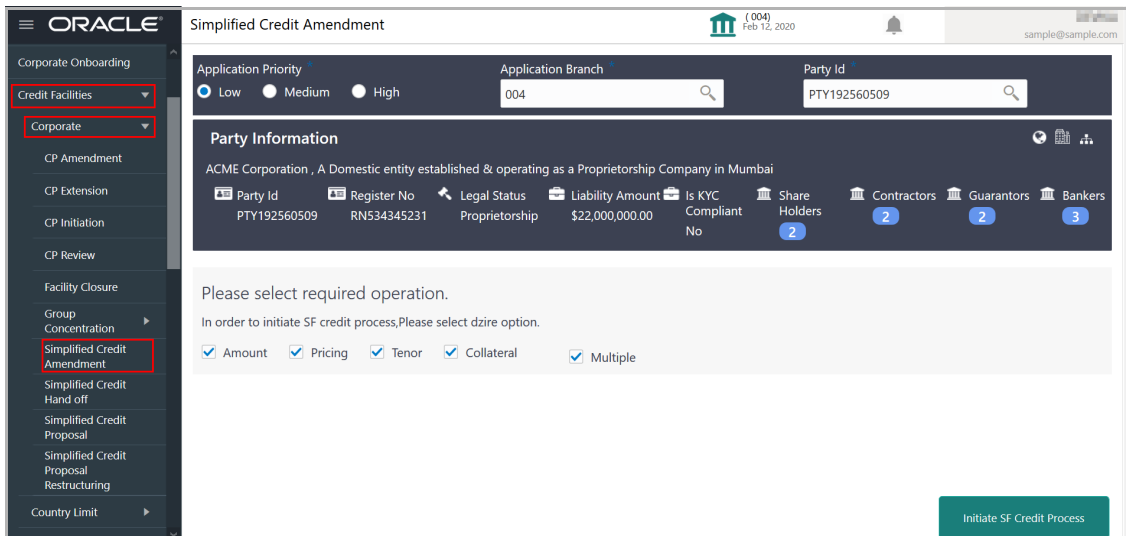 ORACLE
Simplified Credit Amendment
( 004)
Feb 12, 2020
sample@sample.com
Corporate Onboarding
Credit Facilities
Corporate
CP Amendment
CP Extension
CP Initiation
CP Review
Facility Closure
Group
Concentration
Simplified Credit
Amendment
Simplified Credit
Hand off
Simplified Credit
Proposal
Simplified Credit
Proposal
Restructuring
Country Limit
Application Priority *
Low Medium High
Application Branch *
004
Party Id *
PTY192560509
Party Information
ACME Corporation , A Domestic entity established & operating as a Proprietorship Company in Mumbai
Party Id
PTY192560509
Register No
RN534345231
Legal Status
Proprietorship
Liability Amount
$22,000,000.00
Is KYC
Compliant
No
Share
Holders
2
Contractors
2
Guarantors
2
Bankers
3
Please select required operation.
In order to initiate SF credit process,Please select dzire option.
Amount Pricing Tenor Collateral Multiple
Initiate SF Credit Process